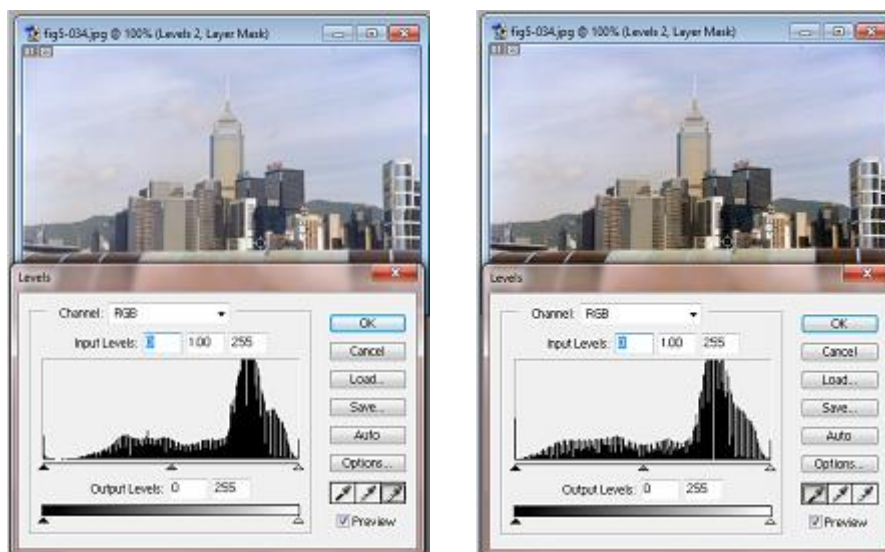 fig5-034.jpg @ 100% (Levels 2, Layer Mask)
Levels
Channel: RGB
OK
Input Levels: 0 1.00 255
Cancel
Load...
Save...
Auto
Options...
Output Levels: 0 255
Preview
fig5-034.jpg @ 100% (Levels 2, Layer Mask)
Levels
Channel: RGB
OK
Input Levels: 0 1.00 255
Cancel
Load...
Save...
Auto
Options...
Output Levels: 0 255
Preview